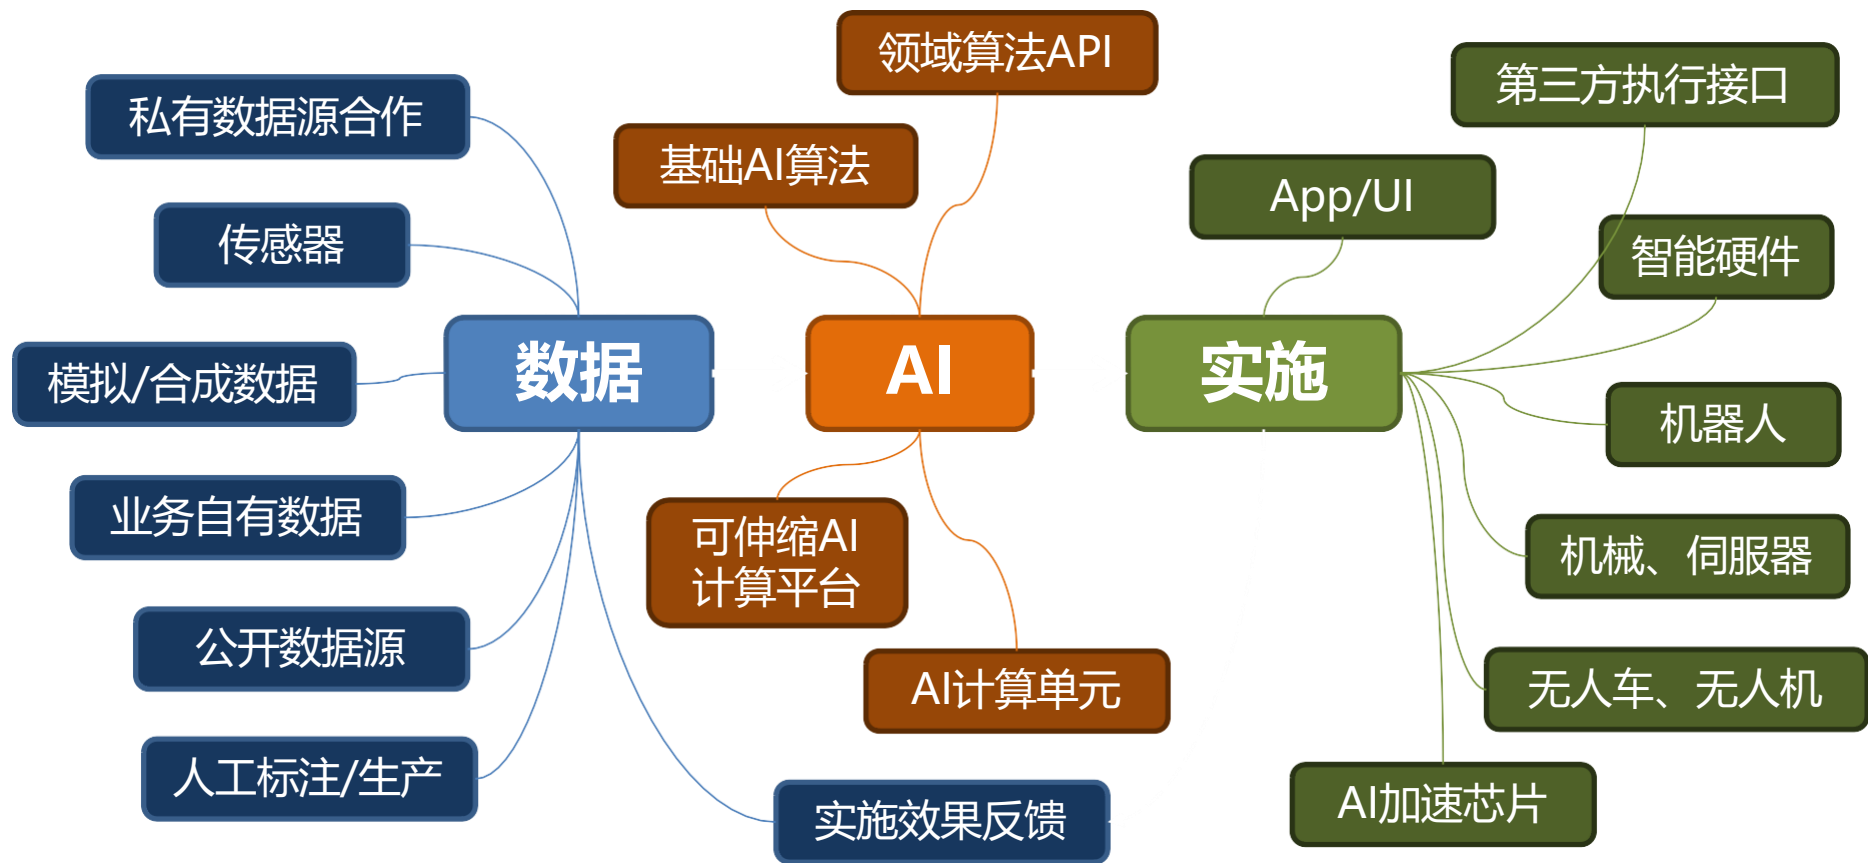 领域算法API
第三方执行接口
私有数据源合作
基础AI算法
App/UI
传感器
智能硬件
数据
AI
实施
模拟/合成数据
机器人
业务自有数据
可伸缩AI
计算平台
机械、伺服器
公开数据源
AI计算单元
无人车、无人机
人工标注/生产
实施效果反馈
AI加速芯片